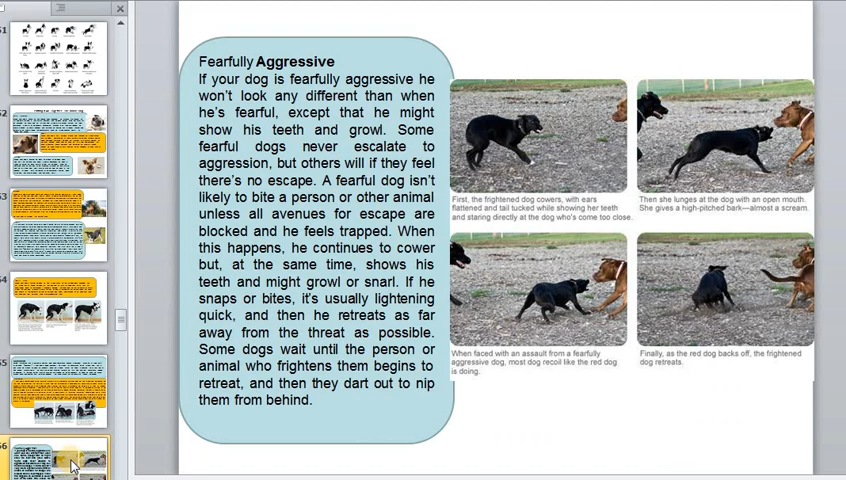 Fearfully Aggressive
If your dog is fearfully aggressive he
won't look any different than when
he's fearful, except that he might
show his teeth and growl. Some
fearful dogs never escalate to
aggression, but others will if they feel
there's no escape. A fearful dog isn't
likely to bite a person or other animal
unless all avenues for escape are
blocked and he feels trapped. When
this happens, he continues to cower
but, at the same time, shows his
teeth and might growl or snarl. If he
snaps or bites, it's usually lightening
quick, and then he retreats as far
away from the threat as possible.
Some dogs wait until the person or
animal who frightens them begins to
retreat, and then they dart out to nip
them from behind.
First, the frightened dog cowers, with ears
flattened and tail tucked while showing her teeth
and staring directly at the dog who's come too close.
Then she lunges at the dog with an open mouth.
She gives a high-pitched bark—almost a scream.
When faced with an assault from a fearfully
aggressive dog, most dog recoil like the red dog
is doing.
Finally, as the red dog backs off, the frightened
dog retreats.